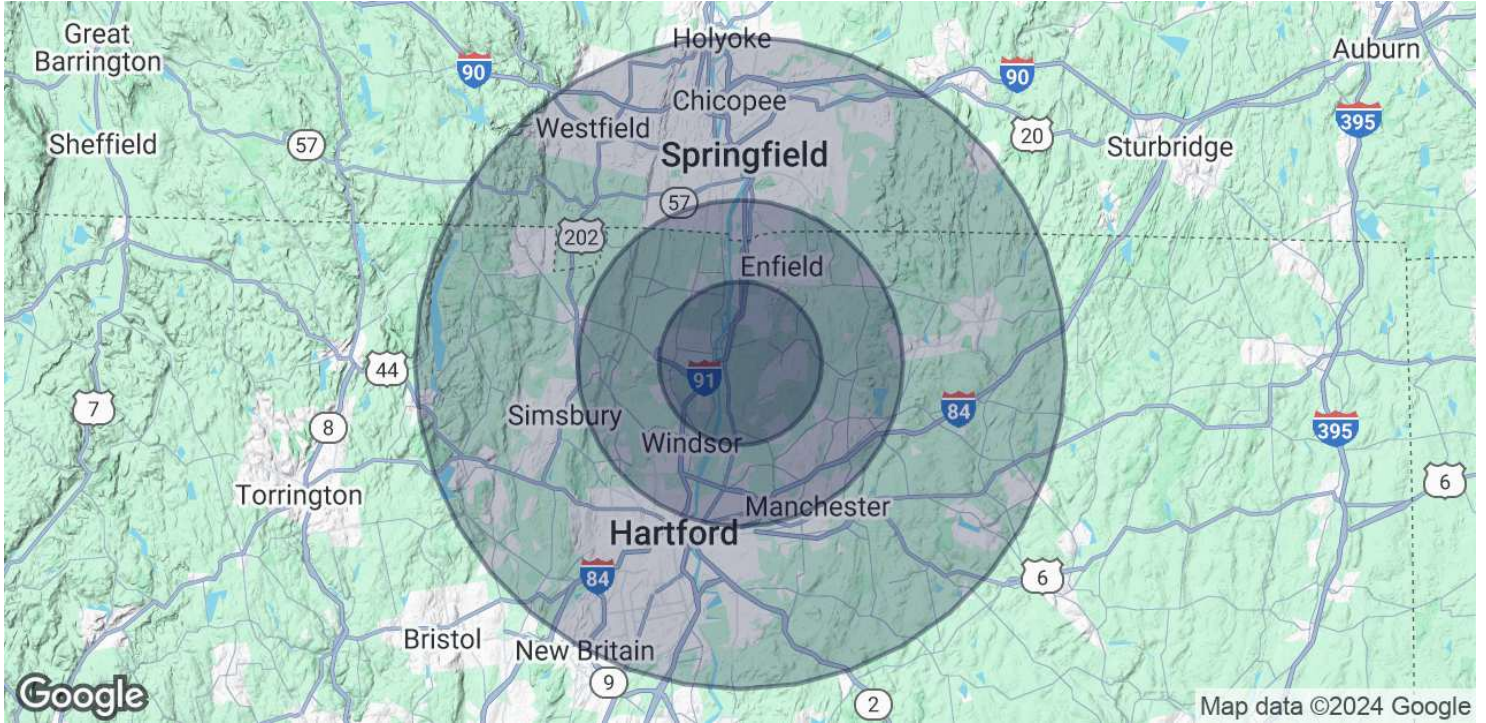 Great
Barrington
Holyoke
Auburn
90
90
Chicopee
Westfield
395
20
Sheffield
57
Springfield
Sturbridge
57
202
Enfield
44
91
7
Simsbury
84
8
Windsor
395
6
Torrington
Manchester
Hartford
84
6
Bristol
New Britain
9
2
Google
Map data ©2024 Google